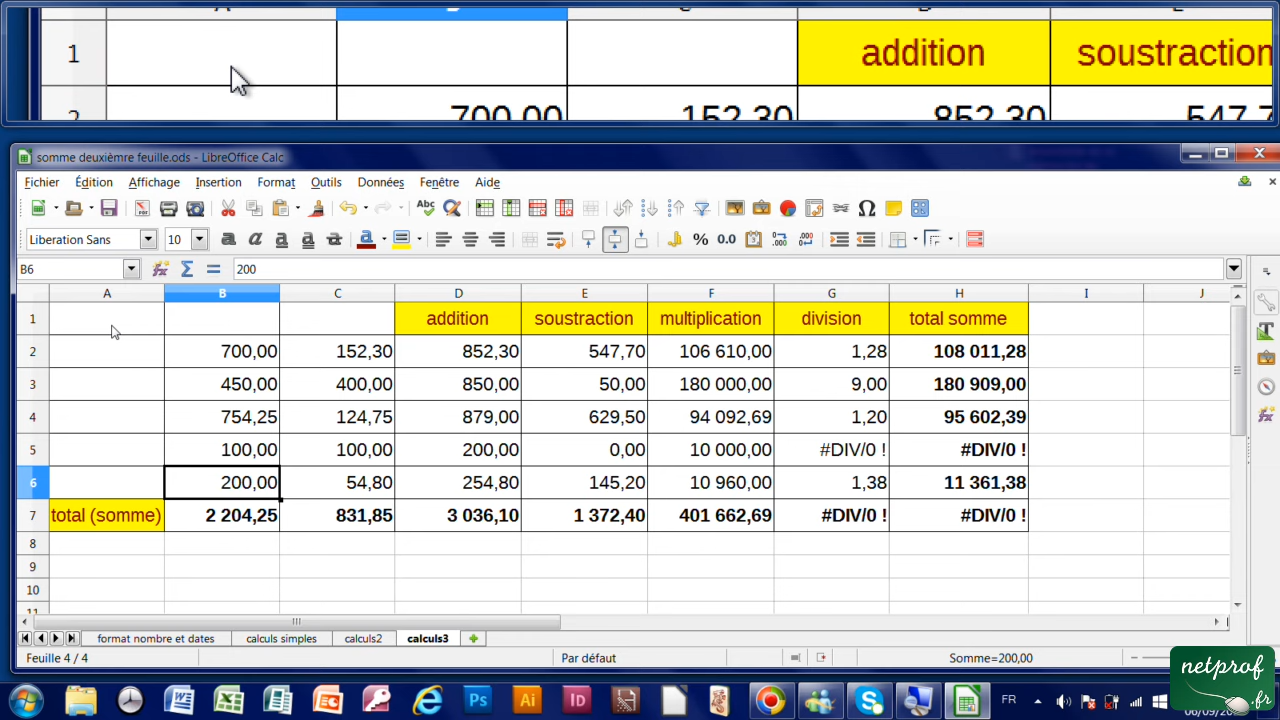 1 addition soustraction
700,00 152,30 852,30
somme deuxièmre feuille.ods - LibreOffice Calc
Fichier Édition Affichage Insertion Format Outils Données Fenêtre Aide
Liberation Sans 10
B6 200
A B C D E F G H I J
1 addition soustraction multiplication division total somme
2 700,00 152,30 852,30 547,70 106 610,00 1,28 108 011,28
3 450,00 400,00 850,00 50,00 180 000,00 9,00 180 909,00
4 754,25 124,75 879,00 629,50 94 092,69 1,20 95 602,39
5 100,00 100,00 200,00 0,00 10 000,00 #DIV/0 ! #DIV/0 !
6 200,00 54,80 254,80 145,20 10 960,00 1,38 11 361,38
7 total (somme) 2 204,25 831,85 3 036,10 1 372,40 401 662,69 #DIV/0 ! #DIV/0 !
8
9
10
11
format nombre et dates calculs simples calculs2 calculs3
Feuille 4 / 4 Par défaut Somme=200,00
netprof.fr
FR